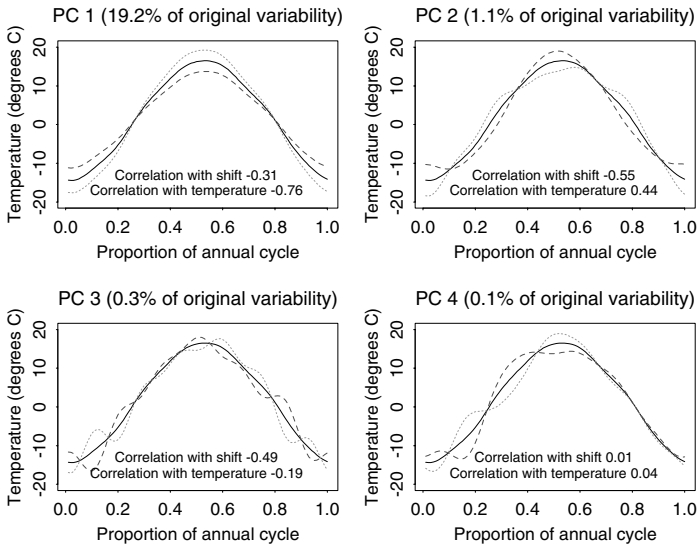 PC 1 (19.2% of original variability)
Temperature (degrees C)
20
10
0
-10
-20
Correlation with shift -0.31
Correlation with temperature -0.76
0.0 0.2 0.4 0.6 0.8 1.0
Proportion of annual cycle
PC 2 (1.1% of original variability)
Temperature (degrees C)
20
10
0
-10
-20
Correlation with shift -0.55
Correlation with temperature 0.44
0.0 0.2 0.4 0.6 0.8 1.0
Proportion of annual cycle
PC 3 (0.3% of original variability)
Temperature (degrees C)
20
10
0
-10
-20
Correlation with shift -0.49
Correlation with temperature -0.19
0.0 0.2 0.4 0.6 0.8 1.0
Proportion of annual cycle
PC 4 (0.1% of original variability)
Temperature (degrees C)
20
10
0
-10
-20
Correlation with shift 0.01
Correlation with temperature 0.04
0.0 0.2 0.4 0.6 0.8 1.0
Proportion of annual cycle